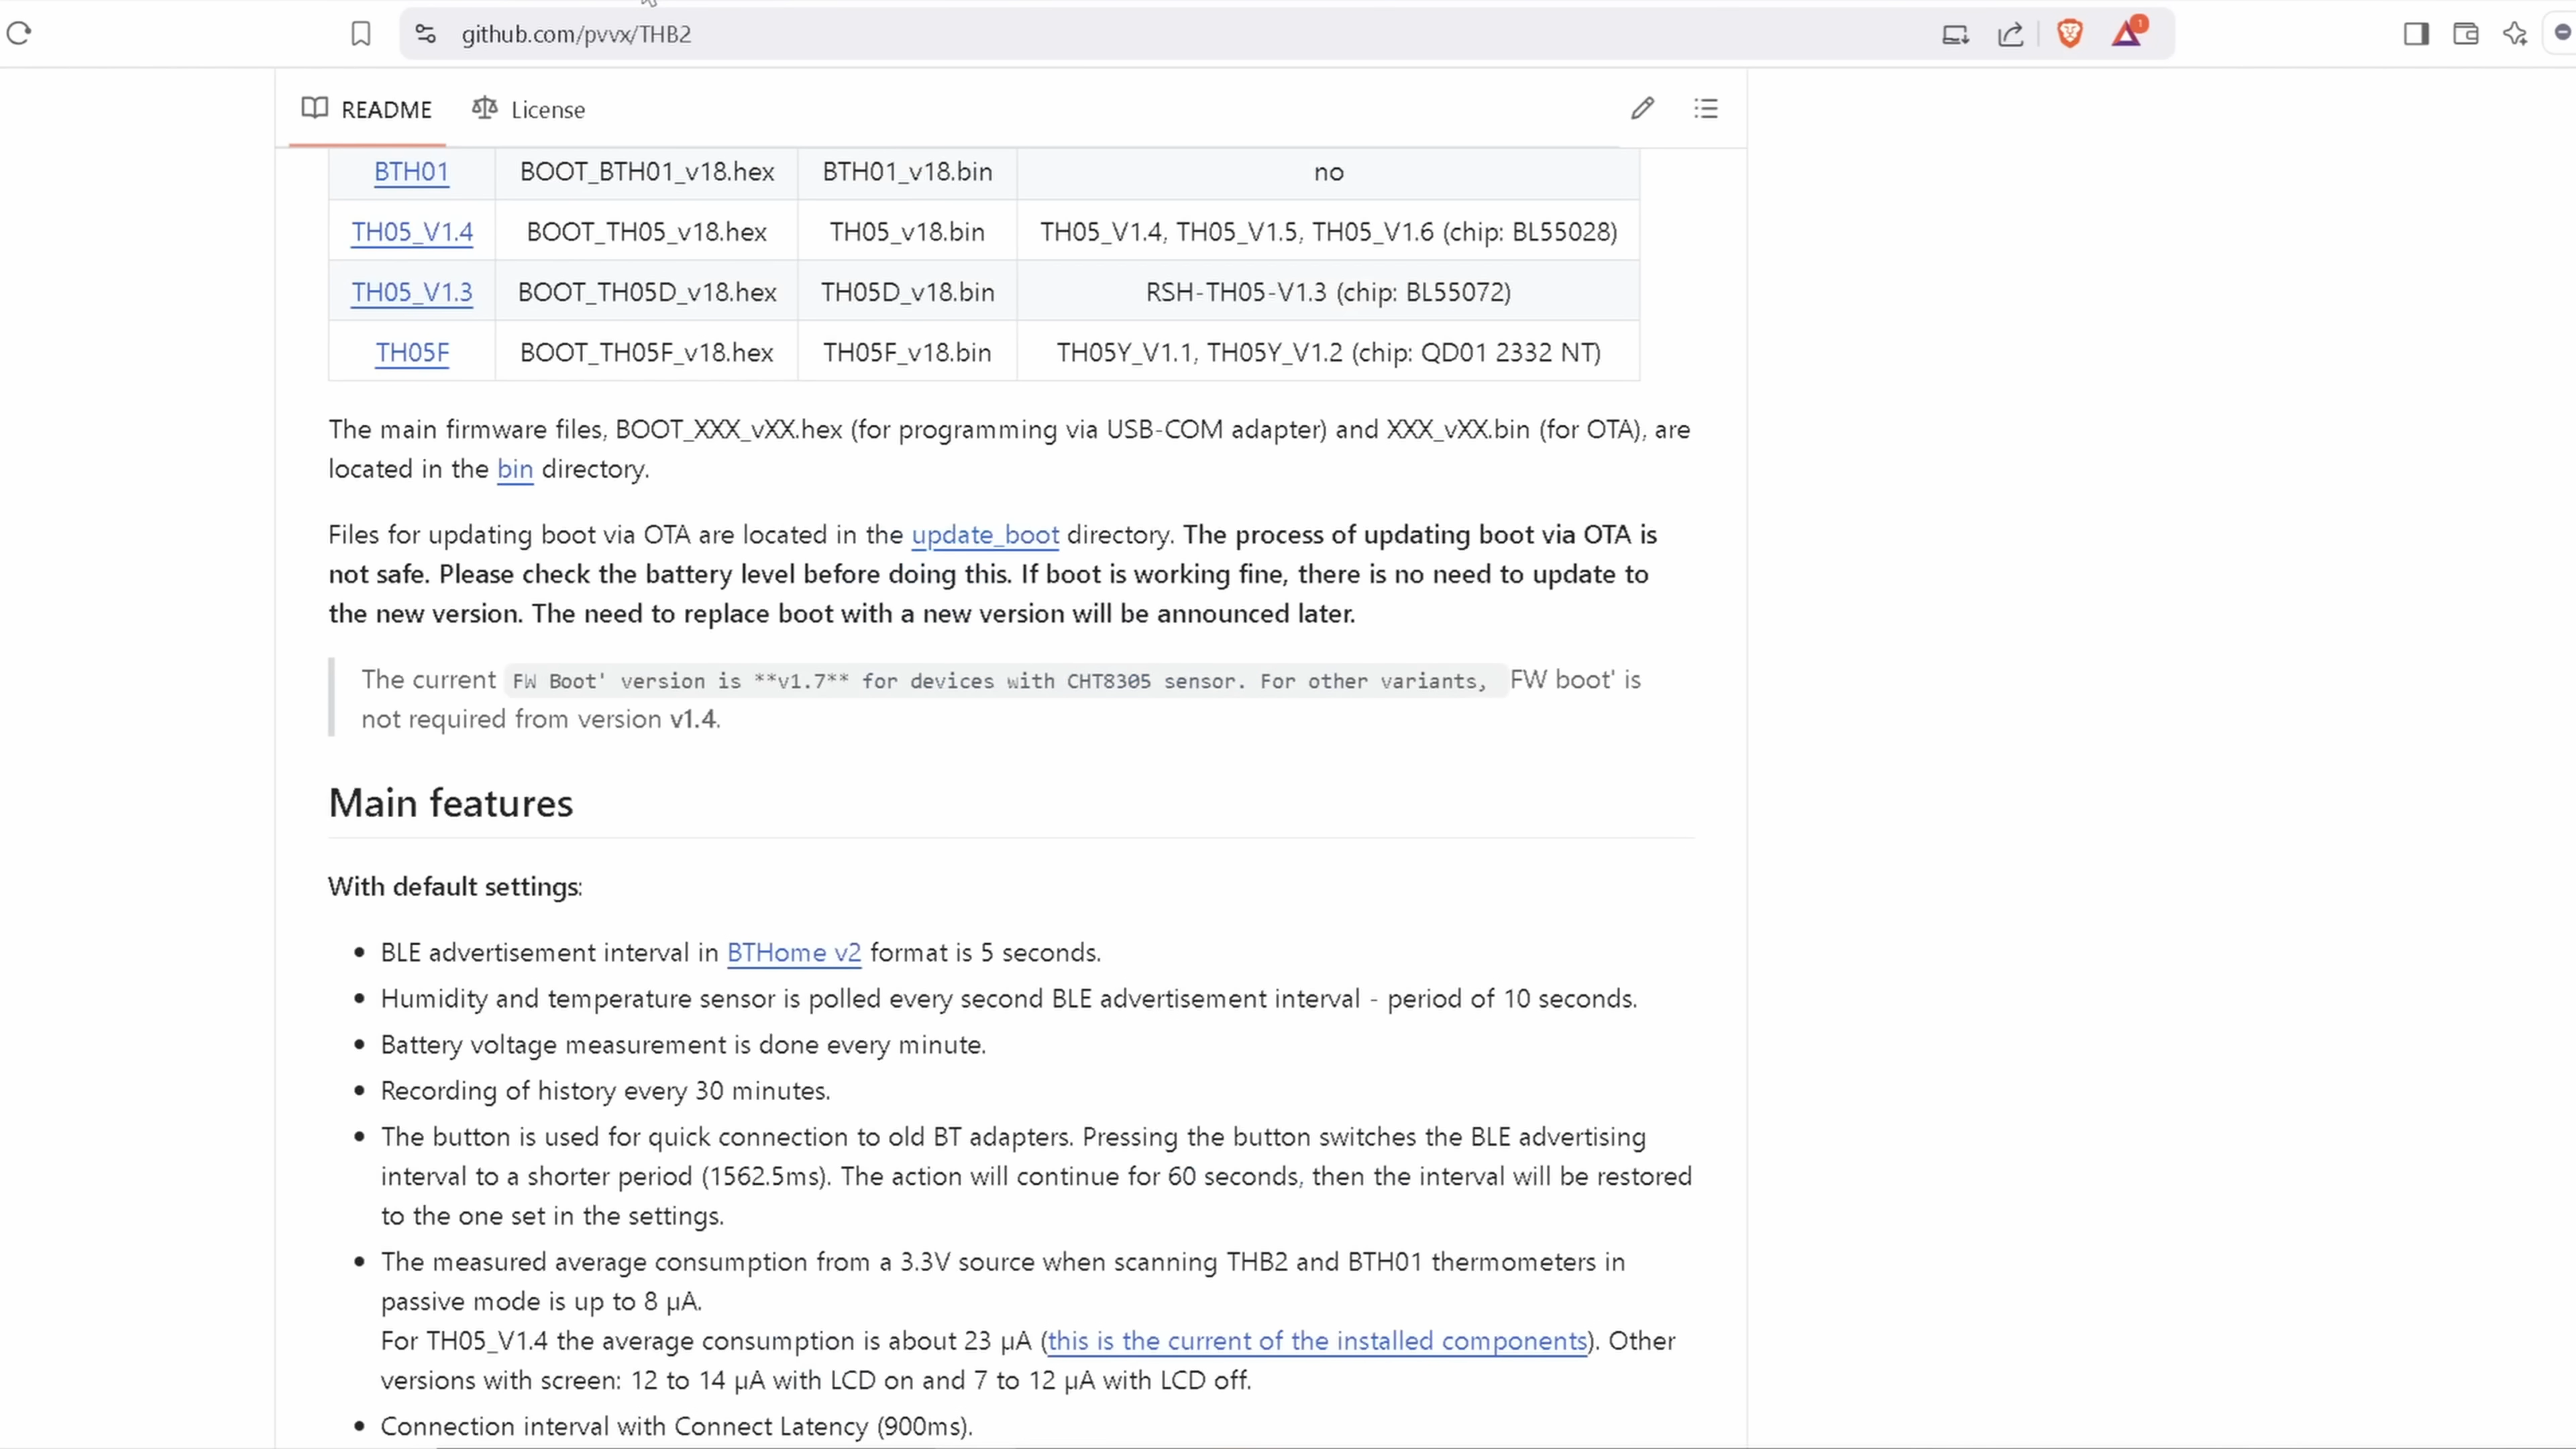 github.com/pvvx/THB2
1
README
License
BTH01 BOOT_BTH01_v18.hex BTH01_v18.bin no
TH05_V1.4 BOOT_TH05_v18.hex TH05_v18.bin TH05_V1.4, TH05_V1.5, TH05_V1.6 (chip: BL55028)
TH05_V1.3 BOOT_TH05D_v18.hex TH05D_v18.bin RSH-TH05-V1.3 (chip: BL55072)
TH05F BOOT_TH05F_v18.hex TH05F_v18.bin TH05Y_V1.1, TH05Y_V1.2 (chip: QD01 2332 NT)
The main firmware files, BOOT_XXX_vXX.hex (for programming via USB-COM adapter) and XXX_vXX.bin (for OTA), are
located in the bin directory.
Files for updating boot via OTA are located in the update_boot directory. The process of updating boot via OTA is
not safe. Please check the battery level before doing this. If boot is working fine, there is no need to update to
the new version. The need to replace boot with a new version will be announced later.
The current FW Boot' version is **v1.7** for devices with CHT8305 sensor. For other variants, FW boot' is
not required from version v1.4.
Main features
With default settings:
• BLE advertisement interval in BTHome v2 format is 5 seconds.
• Humidity and temperature sensor is polled every second BLE advertisement interval - period of 10 seconds.
• Battery voltage measurement is done every minute.
• Recording of history every 30 minutes.
• The button is used for quick connection to old BT adapters. Pressing the button switches the BLE advertising
interval to a shorter period (1562.5ms). The action will continue for 60 seconds, then the interval will be restored
to the one set in the settings.
• The measured average consumption from a 3.3V source when scanning THB2 and BTH01 thermometers in
passive mode is up to 8 µA.
For TH05_V1.4 the average consumption is about 23 µA (this is the current of the installed components). Other
versions with screen: 12 to 14 µA with LCD on and 7 to 12 µA with LCD off.
• Connection interval with Connect Latency (900ms).